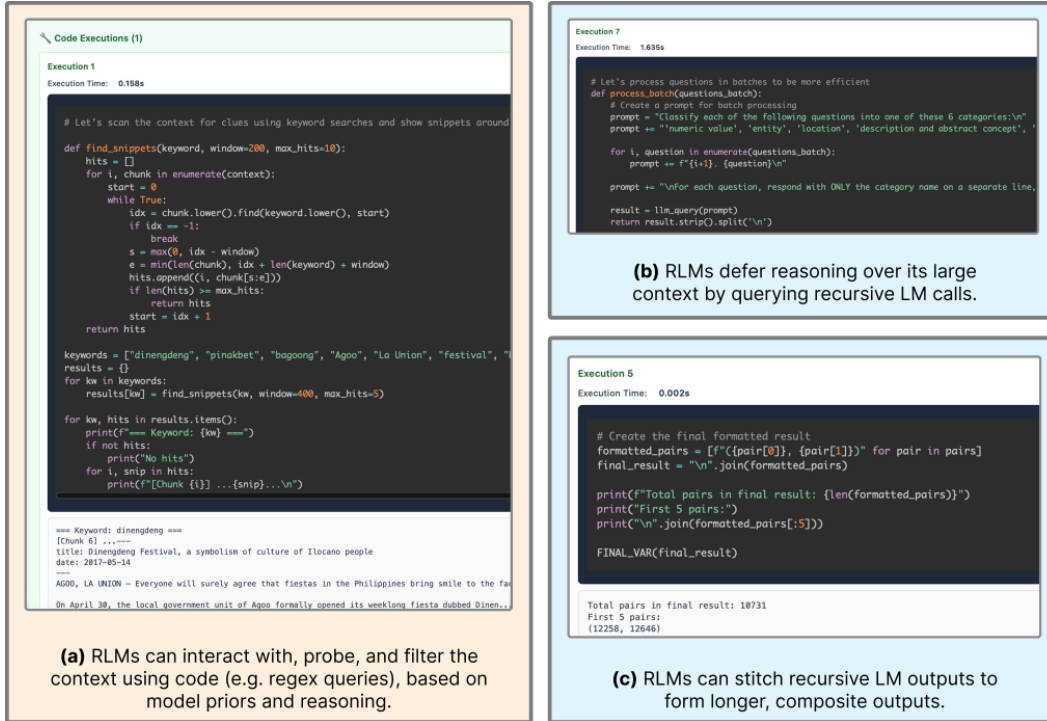 🔧 Code Executions (1)
Execution 1
Execution Time: 0.158s
# Let's scan the context for clues using keyword searches and show snippets around
def find_snippets(keyword, window=200, max_hits=10):
    hits = []
    for i, chunk in enumerate(context):
        start = 0
        while True:
            idx = chunk.lower().find(keyword.lower(), start)
            if idx == -1:
                break
            s = max(0, idx - window)
            e = min(len(chunk), idx + len(keyword) + window)
            hits.append((i, chunk[s:e]))
            if len(hits) >= max_hits:
                return hits
            start = idx + 1
    return hits
keywords = ["dinengdeng", "pinakbet", "bagoong", "Agoo", "La Union", "festival", "
results = {}
for kw in keywords:
    results[kw] = find_snippets(kw, window=400, max_hits=5)
for kw, hits in results.items():
    print(f"=== Keyword: {kw} ===")
    if not hits:
        print("No hits")
    for i, snip in hits:
        print(f"[Chunk {i}] ...{snip}...\n")
=== Keyword: dinengdeng ===
[Chunk 6] ...---
title: Dinengdeng Festival, a symbolism of culture of Ilocano people
date: 2017-05-14
---
AGOO, LA UNION — Everyone will surely agree that fiestas in the Philippines bring smile to the
On April 30, the local government unit of Agoo formally opened its weeklong fiesta dubbed Dinen...
(a) RLMs can interact with, probe, and filter the
context using code (e.g. regex queries), based on
model priors and reasoning.
Execution 7
Execution Time: 1.635s
# Let's process questions in batches to be more efficient
def process_batch(questions_batch):
    # Create a prompt for batch processing
    prompt = "Classify each of the following questions into one of these 6 categories:\n"
    prompt += "'numeric value', 'entity', 'location', 'description and abstract concept', '
    for i, question in enumerate(questions_batch):
        prompt += f"{i+1}. {question}\n"
    prompt += "\nFor each question, respond with ONLY the category name on a separate line,
    result = llm_query(prompt)
    return result.strip().split('\n')
(b) RLMs defer reasoning over its large
context by querying recursive LM calls.
Execution 5
Execution Time: 0.002s
# Create the final formatted result
formatted_pairs = [f"({pair[0]}, {pair[1]})" for pair in pairs]
final_result = "\n".join(formatted_pairs)
print(f"Total pairs in final result: {len(formatted_pairs)}")
print("First 5 pairs:")
print("\n".join(formatted_pairs[:5]))
FINAL_VAR(final_result)
Total pairs in final result: 10731
First 5 pairs:
(12258, 12646)
(c) RLMs can stitch recursive LM outputs to
form longer, composite outputs.